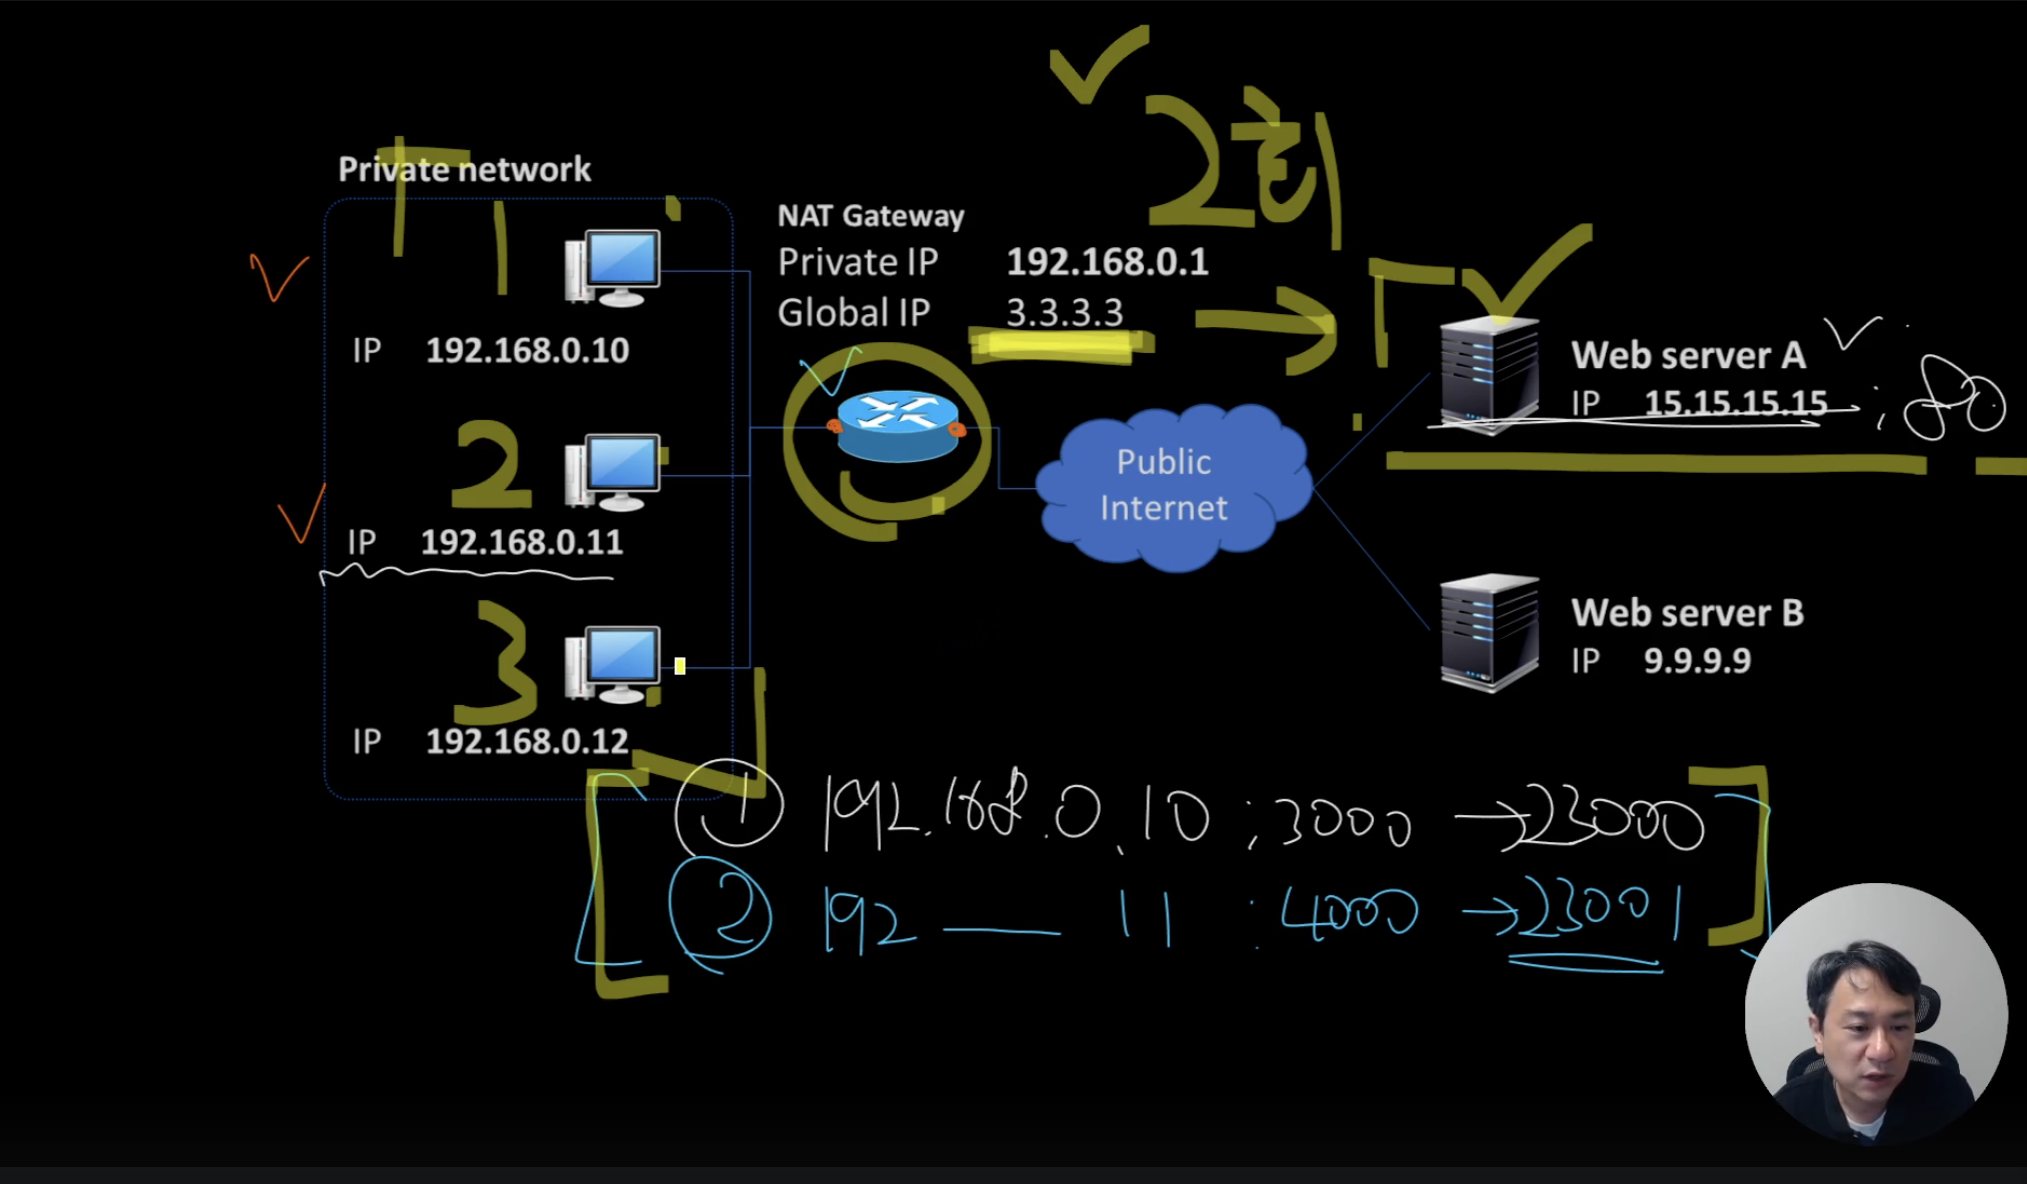 Private network
1
IP 192.168.0.10
2
IP 192.168.0.11
3
IP 192.168.0.12
NAT Gateway
Private IP 192.168.0.1
Global IP 3.3.3.3
Public
Internet
Web server A
IP 15.15.15.15 :80
Web server B
IP 9.9.9.9
① 192.168.0.10 :3000 →23000
② 192 — 11 :4000 →23001